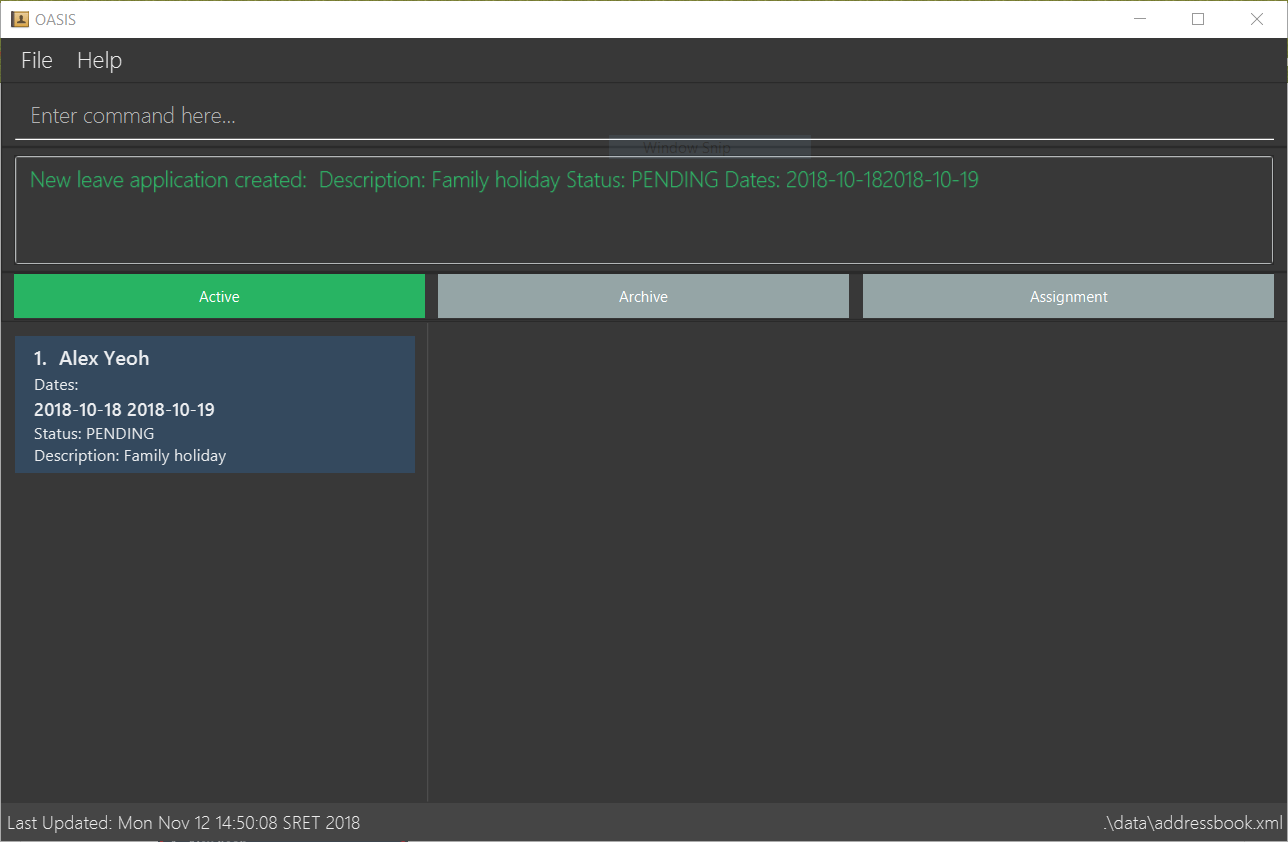 OASIS
File Help
Enter command here...
Window Snip
New leave application created:  Description: Family holiday Status: PENDING Dates: 2018-10-182018-10-19
Active
Archive
Assignment
1. Alex Yeoh
Dates:
2018-10-18 2018-10-19
Status: PENDING
Description: Family holiday
Last Updated: Mon Nov 12 14:50:08 SRET 2018
.\data\addressbook.xml